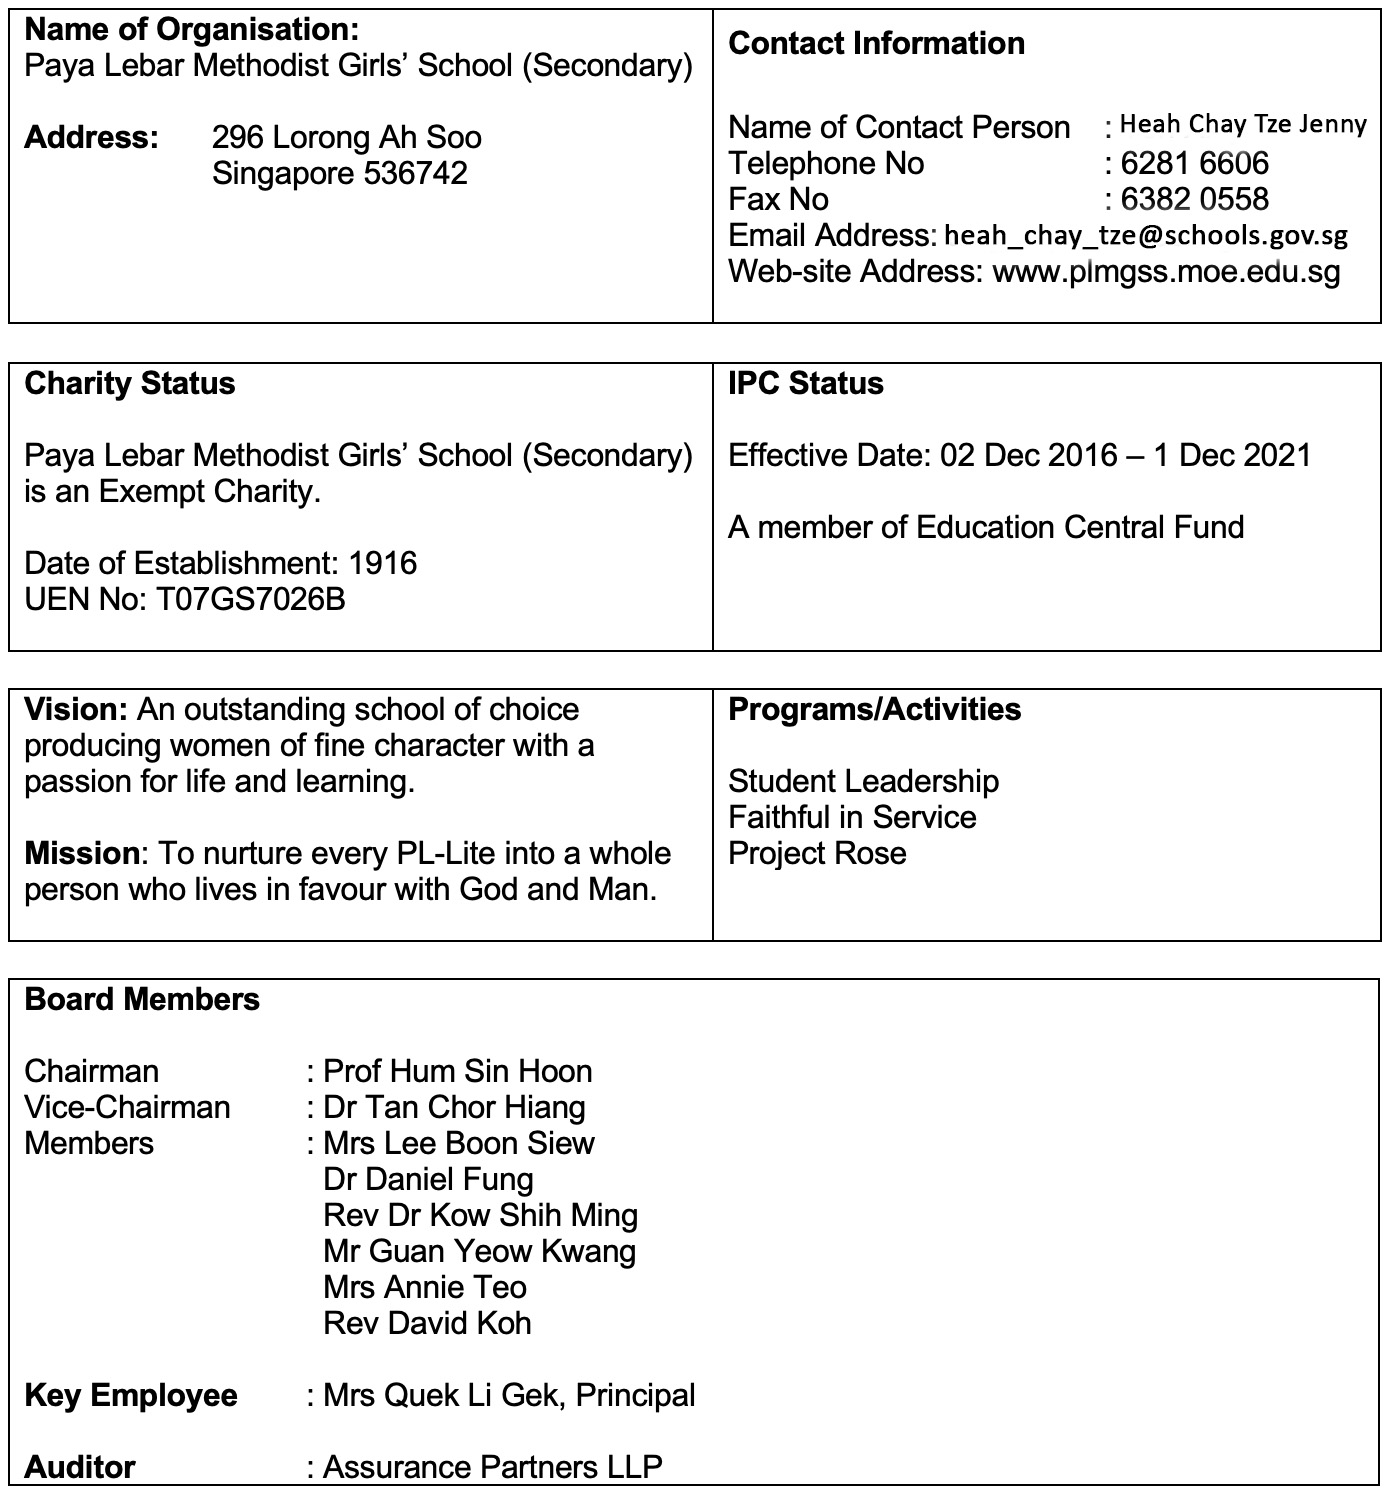 Name of Organisation:
Paya Lebar Methodist Girls’ School (Secondary)
Address: 296 Lorong Ah Soo
Singapore 536742
Contact Information
Name of Contact Person : Heah Chay Tze Jenny
Telephone No : 6281 6606
Fax No : 6382 0558
Email Address: heah_chay_tze@schools.gov.sg
Web-site Address: www.plmgss.moe.edu.sg
Charity Status
Paya Lebar Methodist Girls’ School (Secondary)
is an Exempt Charity.
Date of Establishment: 1916
UEN No: T07GS7026B
IPC Status
Effective Date: 02 Dec 2016 – 1 Dec 2021
A member of Education Central Fund
Vision: An outstanding school of choice
producing women of fine character with a
passion for life and learning.
Mission: To nurture every PL-Lite into a whole
person who lives in favour with God and Man.
Programs/Activities
Student Leadership
Faithful in Service
Project Rose
Board Members
Chairman : Prof Hum Sin Hoon
Vice-Chairman : Dr Tan Chor Hiang
Members : Mrs Lee Boon Siew
Dr Daniel Fung
Rev Dr Kow Shih Ming
Mr Guan Yeow Kwang
Mrs Annie Teo
Rev David Koh
Key Employee : Mrs Quek Li Gek, Principal
Auditor : Assurance Partners LLP